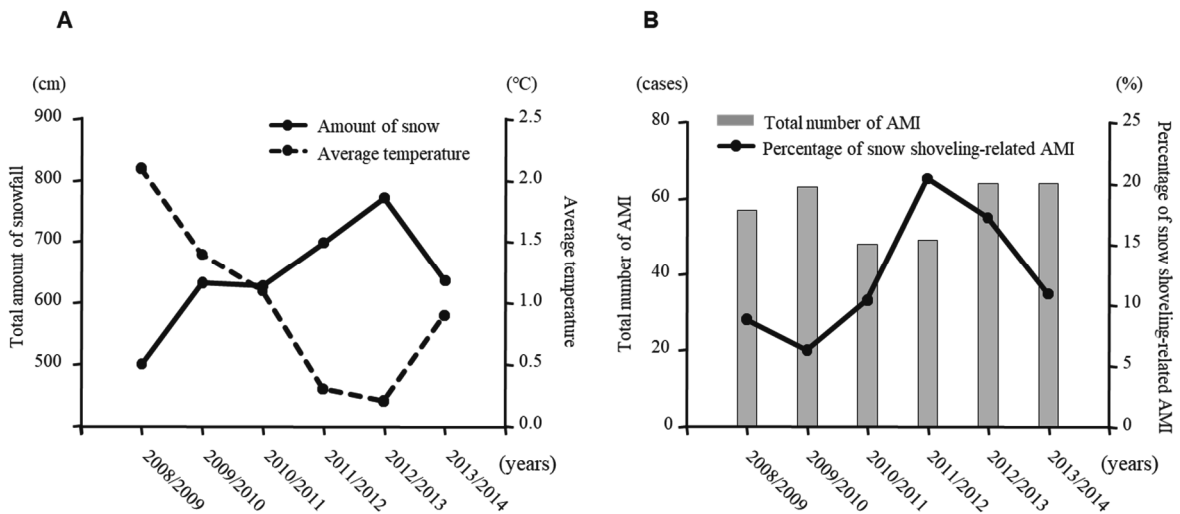 A
(cm)
(℃)
900
800
700
600
500
Total amount of snowfall
Amount of snow
Average temperature
2.5
2.0
1.5
1.0
0.5
0.0
Average temperature
2008/2009
2009/2010
2010/2011
2011/2012
2012/2013
2013/2014
(years)
B
(cases)
(%)
80
60
40
20
0
Total number of AMI
Total number of AMI
Percentage of snow shoveling-related AMI
25
20
15
10
5
0
Percentage of snow shoveling-related AMI
2008/2009
2009/2010
2010/2011
2011/2012
2012/2013
2013/2014
(years)